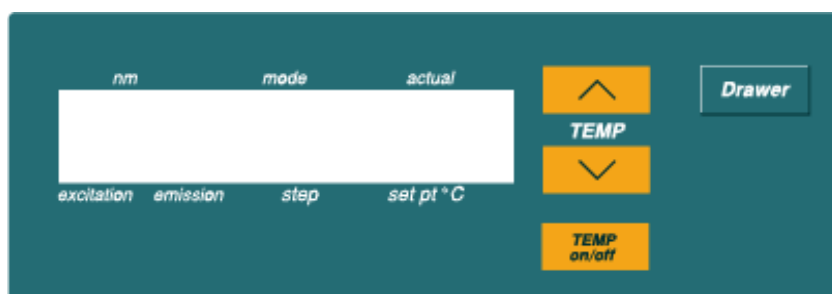 nm mode actual
Drawer
TEMP
excitation emission step set pt °C
TEMP
on/off